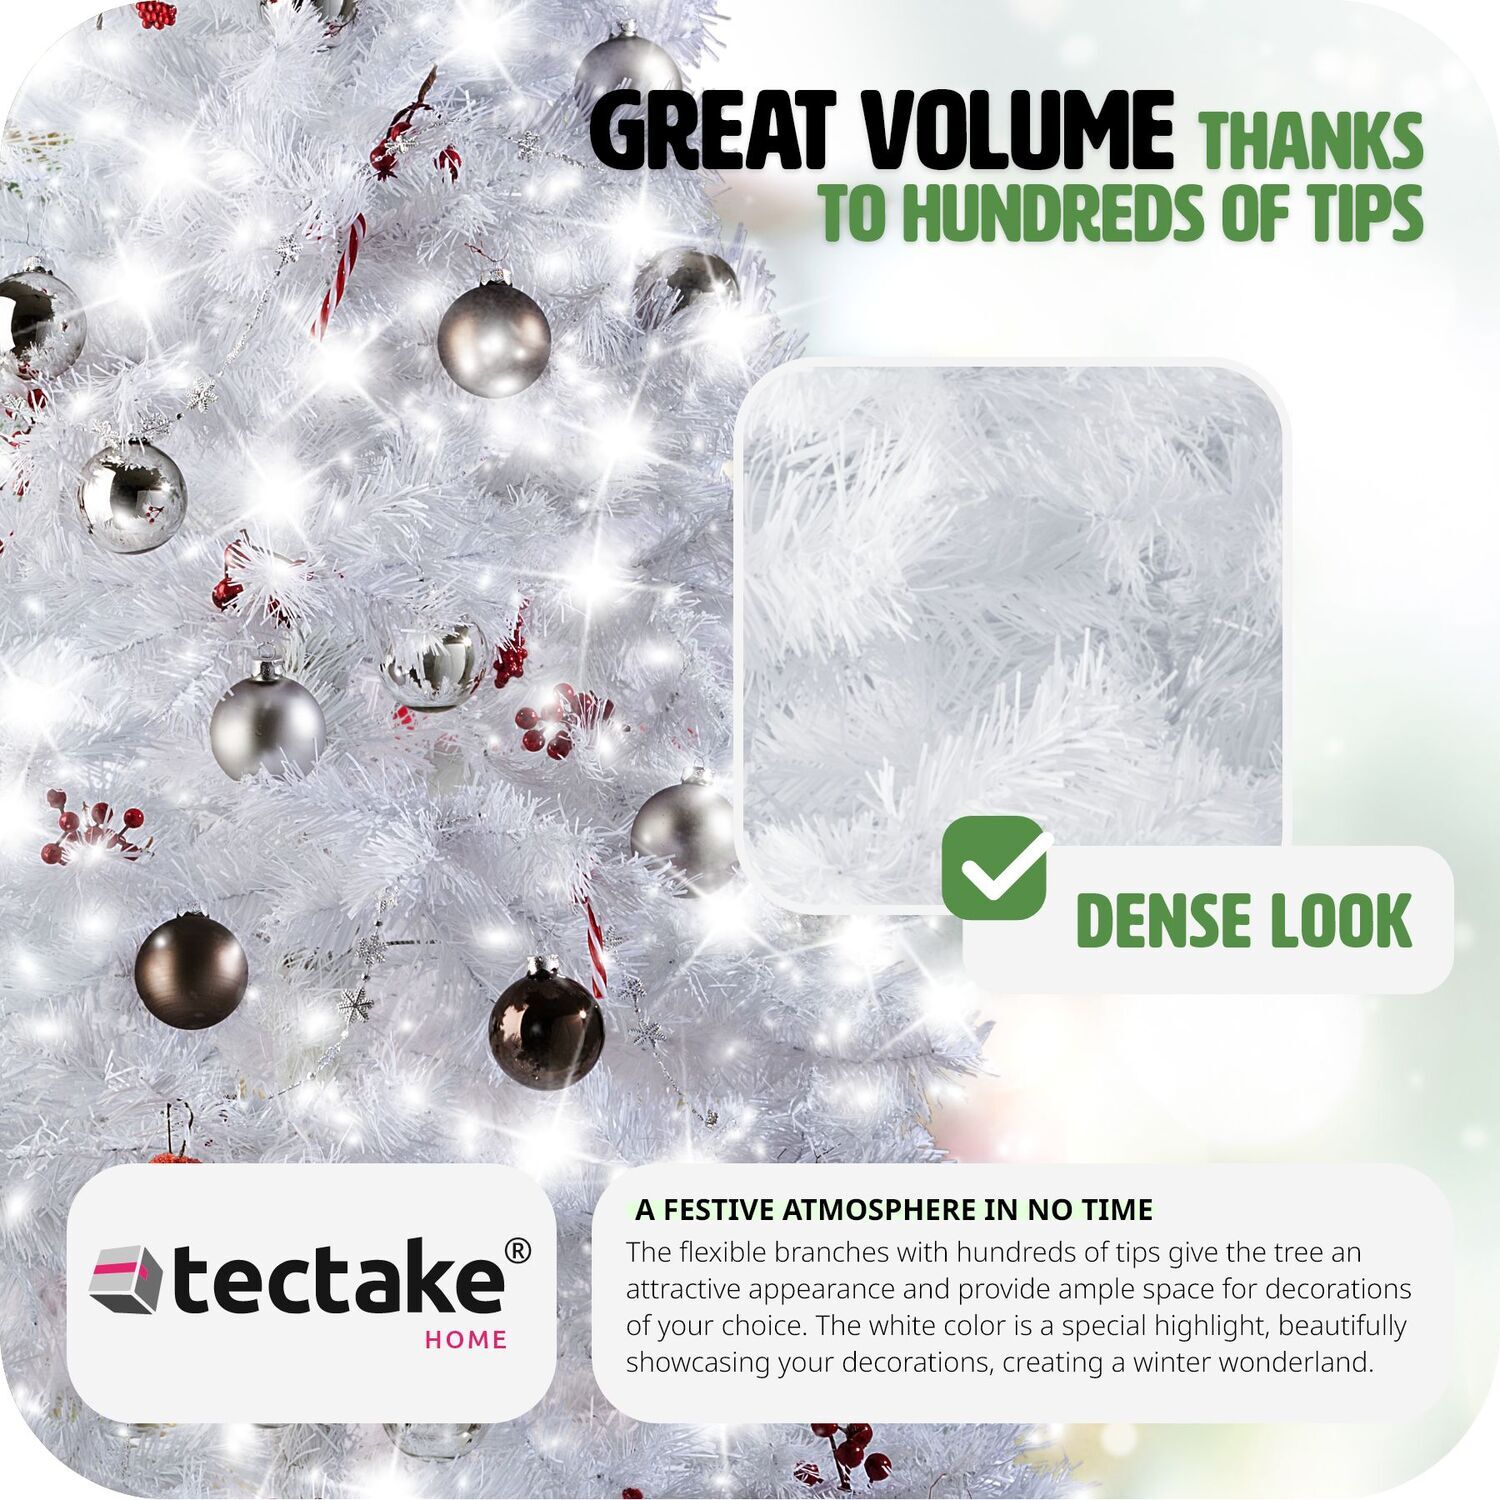 GREAT VOLUME THANKS
TO HUNDREDS OF TIPS
DENSE LOOK
tectake®
HOME
A FESTIVE ATMOSPHERE IN NO TIME
The flexible branches with hundreds of tips give the tree an
attractive appearance and provide ample space for decorations
of your choice. The white color is a special highlight, beautifully
showcasing your decorations, creating a winter wonderland.